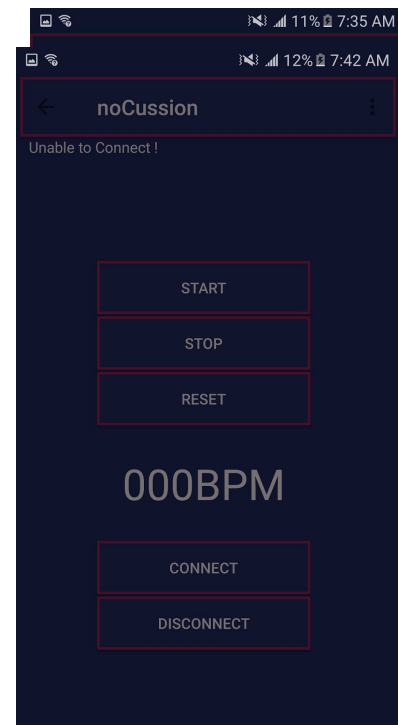 11% 7:35 AM
12% 7:42 AM
noCussion
Unable to Connect !
START
STOP
RESET
000BPM
CONNECT
DISCONNECT